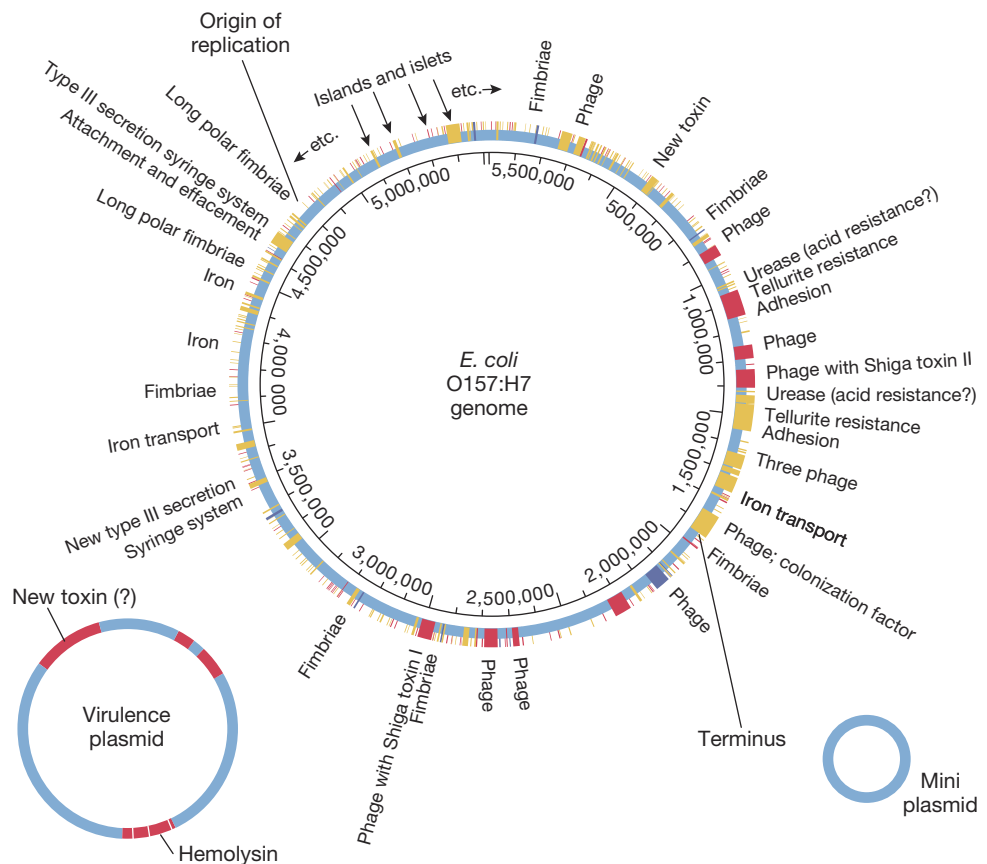 Origin of
replication
Islands and islets
etc.→
←etc.
Fimbriae
Phage
New toxin
Fimbriae
Phage
Urease (acid resistance?)
Tellurite resistance
Adhesion
Phage
Phage with Shiga toxin II
Urease (acid resistance?)
Tellurite resistance
Adhesion
Three phage
Iron transport
Phage; colonization factor
Fimbriae
Phage
Terminus
Phage
Phage
Fimbriae
Phage with Shiga toxin I
Fimbriae
Syringe system
New type III secretion
Iron transport
Fimbriae
Iron
Iron
Long polar fimbriae
Attachment and effacement
Type III secretion syringe system
Long polar fimbriae
5,500,000
500,000
1,000,000
1,500,000
2,000,000
2,500,000
3,000,000
3,500,000
4,000,000
4,500,000
5,000,000
E. coli
O157:H7
genome
New toxin (?)
Virulence
plasmid
Hemolysin
Mini
plasmid